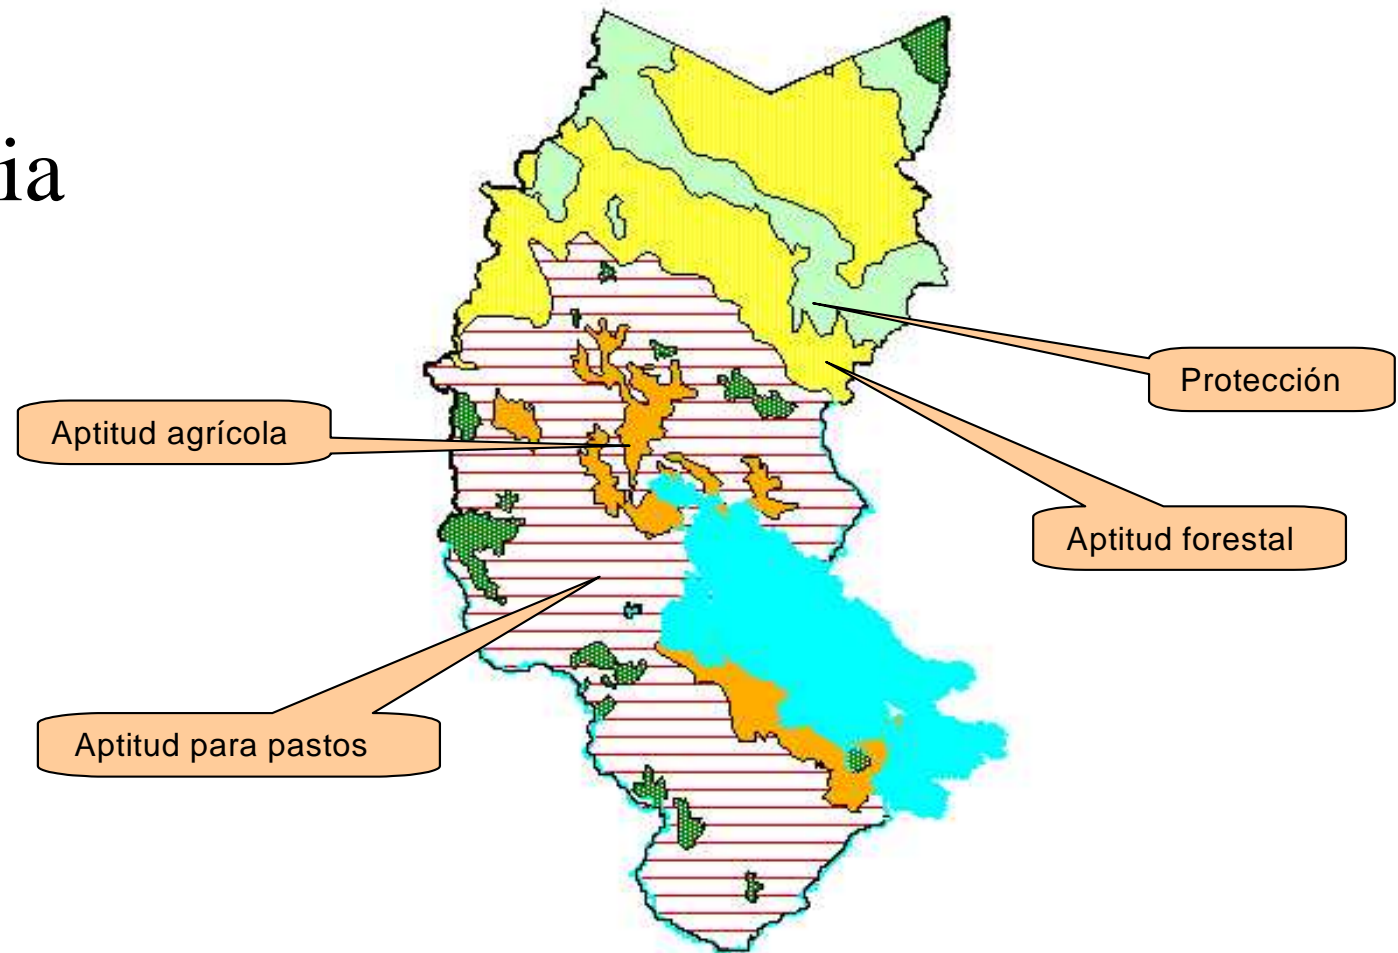 ia
Protección
Aptitud agrícola
Aptitud forestal
Aptitud para pastos